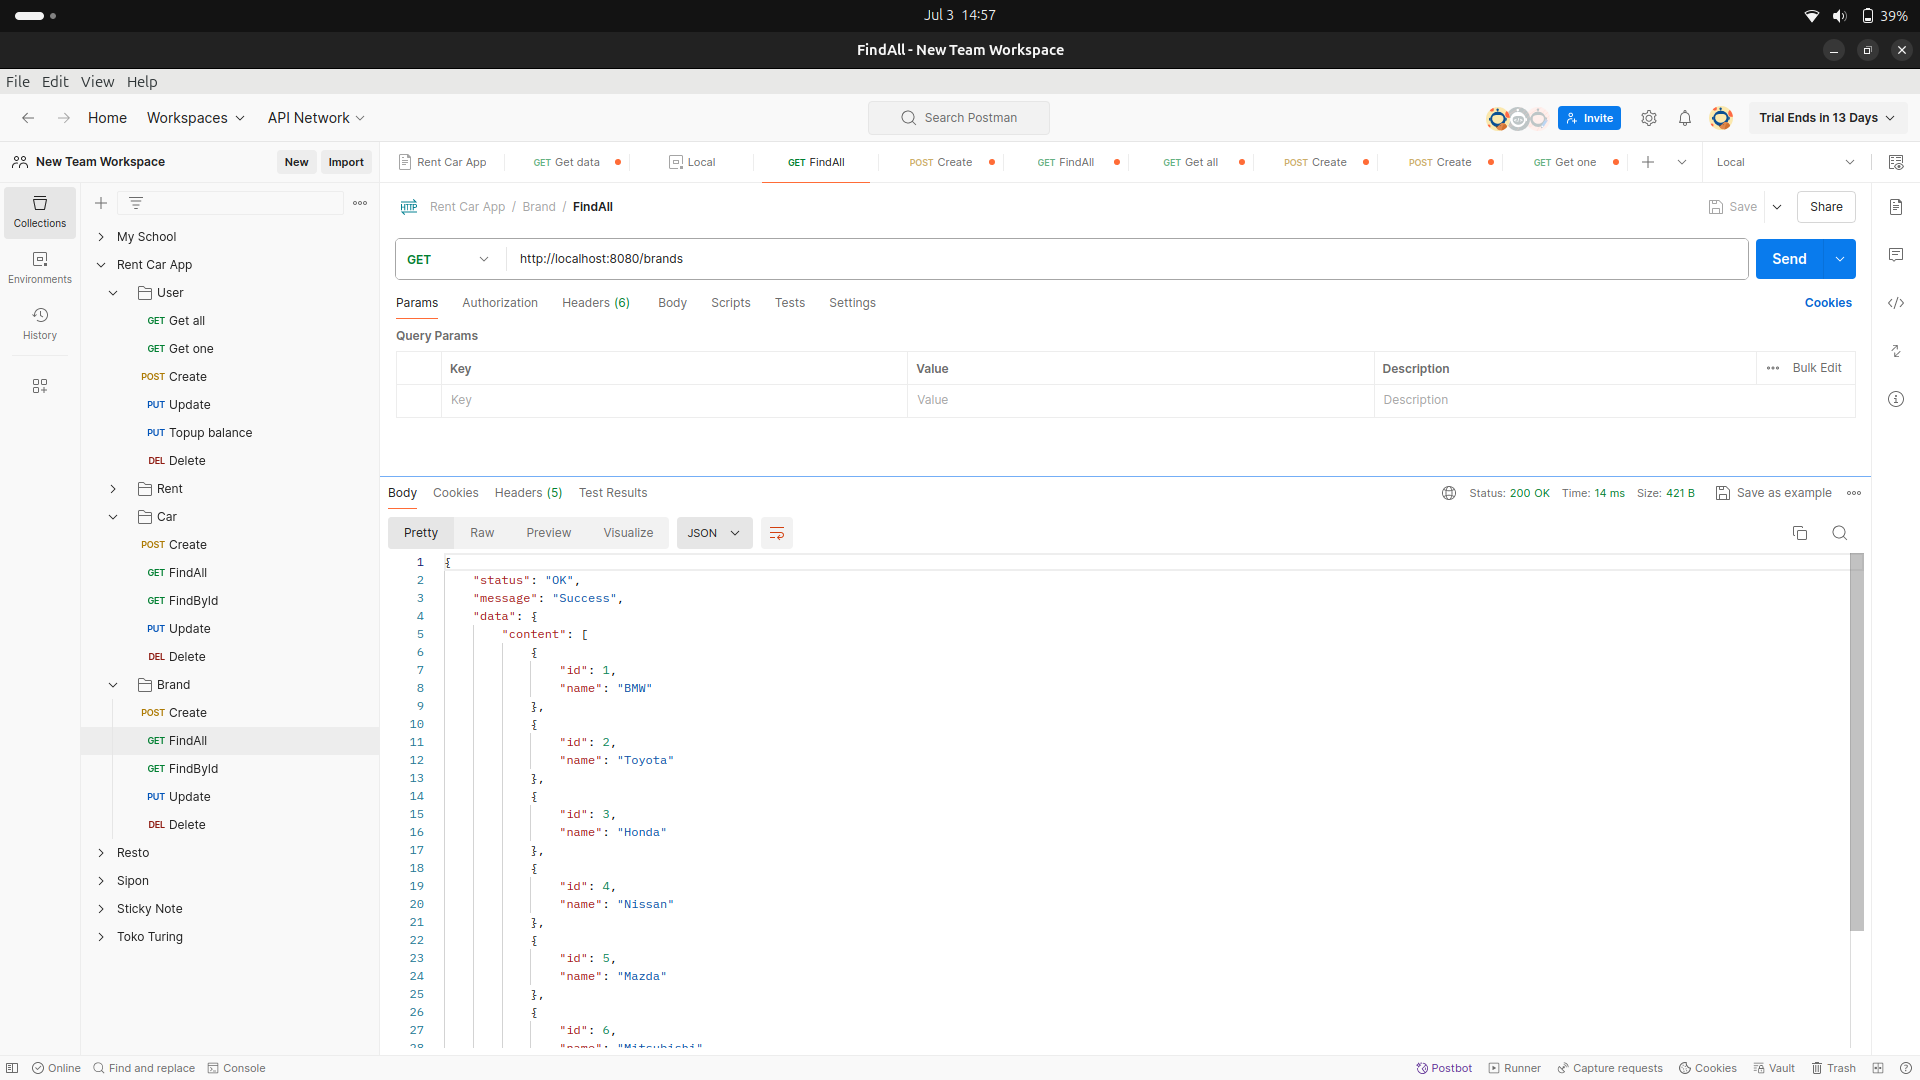 Jul 3 14:57
39%
FindAll - New Team Workspace
File Edit View Help
Home Workspaces API Network
Search Postman
Invite
Trial Ends in 13 Days
New Team Workspace
New Import
Rent Car App
GET Get data
Local
GET FindAll
POST Create
GET FindAll
GET Get all
POST Create
POST Create
GET Get one
Local
Collections
Environments
History
My School
Rent Car App
User
GET Get all
GET Get one
POST Create
PUT Update
PUT Topup balance
DEL Delete
Rent
Car
POST Create
GET FindAll
GET FindById
PUT Update
DEL Delete
Brand
POST Create
GET FindAll
GET FindById
PUT Update
DEL Delete
Resto
Sipon
Sticky Note
Toko Turing
HTTP Rent Car App / Brand / FindAll
Save
Share
GET http://localhost:8080/brands
Send
Params Authorization Headers (6) Body Scripts Tests Settings
Cookies
Query Params
Key Value Description Bulk Edit
Key Value Description
Body Cookies Headers (5) Test Results
Status: 200 OK Time: 14 ms Size: 421 B
Save as example
Pretty Raw Preview Visualize JSON
1 {
2 "status": "OK",
3 "message": "Success",
4 "data": {
5 "content": [
6 {
7 "id": 1,
8 "name": "BMW"
9 },
10 {
11 "id": 2,
12 "name": "Toyota"
13 },
14 {
15 "id": 3,
16 "name": "Honda"
17 },
18 {
19 "id": 4,
20 "name": "Nissan"
21 },
22 {
23 "id": 5,
24 "name": "Mazda"
25 },
26 {
27 "id": 6,
28 "name": "Mitsubishi"
Online Find and replace Console
Postbot Runner Capture requests Cookies Vault Trash